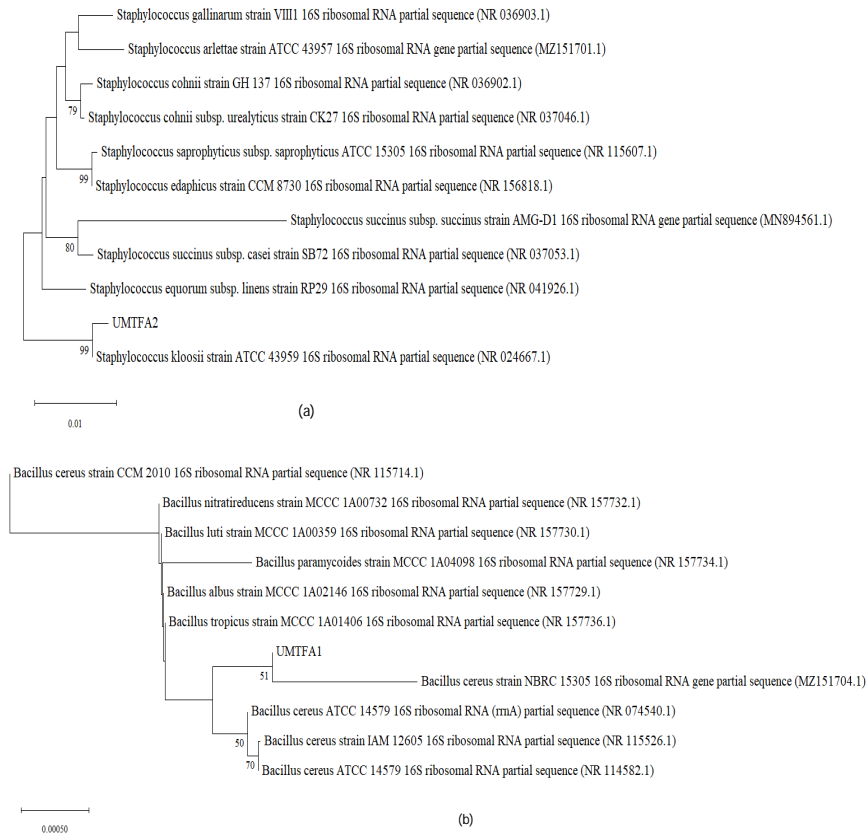 Staphylococcus gallinarum strain VIII1 16S ribosomal RNA partial sequence (NR 036903.1)
Staphylococcus arlettae strain ATCC 43957 16S ribosomal RNA gene partial sequence (MZ151701.1)
Staphylococcus cohnii strain GH 137 16S ribosomal RNA partial sequence (NR 036902.1)
79
Staphylococcus cohnii subsp. urealyticus strain CK27 16S ribosomal RNA partial sequence (NR 037046.1)
Staphylococcus saprophyticus subsp. saprophyticus ATCC 15305 16S ribosomal RNA partial sequence (NR 115607.1)
99
Staphylococcus edaphicus strain CCM 8730 16S ribosomal RNA partial sequence (NR 156818.1)
Staphylococcus succinus subsp. succinus strain AMG-D1 16S ribosomal RNA gene partial sequence (MN894561.1)
80
Staphylococcus succinus subsp. casei strain SB72 16S ribosomal RNA partial sequence (NR 037053.1)
Staphylococcus equorum subsp. linens strain RP29 16S ribosomal RNA partial sequence (NR 041926.1)
UMTFA2
99
Staphylococcus kloosii strain ATCC 43959 16S ribosomal RNA partial sequence (NR 024667.1)
0.01
(a)
Bacillus cereus strain CCM 2010 16S ribosomal RNA partial sequence (NR 115714.1)
Bacillus nitratireducens strain MCCC 1A00732 16S ribosomal RNA partial sequence (NR 157732.1)
Bacillus luti strain MCCC 1A00359 16S ribosomal RNA partial sequence (NR 157730.1)
Bacillus paramycoides strain MCCC 1A04098 16S ribosomal RNA partial sequence (NR 157734.1)
Bacillus albus strain MCCC 1A02146 16S ribosomal RNA partial sequence (NR 157729.1)
Bacillus tropicus strain MCCC 1A01406 16S ribosomal RNA partial sequence (NR 157736.1)
UMTFA1
51
Bacillus cereus strain NBRC 15305 16S ribosomal RNA gene partial sequence (MZ151704.1)
Bacillus cereus ATCC 14579 16S ribosomal RNA (rrnA) partial sequence (NR 074540.1)
50
Bacillus cereus strain IAM 12605 16S ribosomal RNA partial sequence (NR 115526.1)
70
Bacillus cereus ATCC 14579 16S ribosomal RNA partial sequence (NR 114582.1)
0.00050
(b)